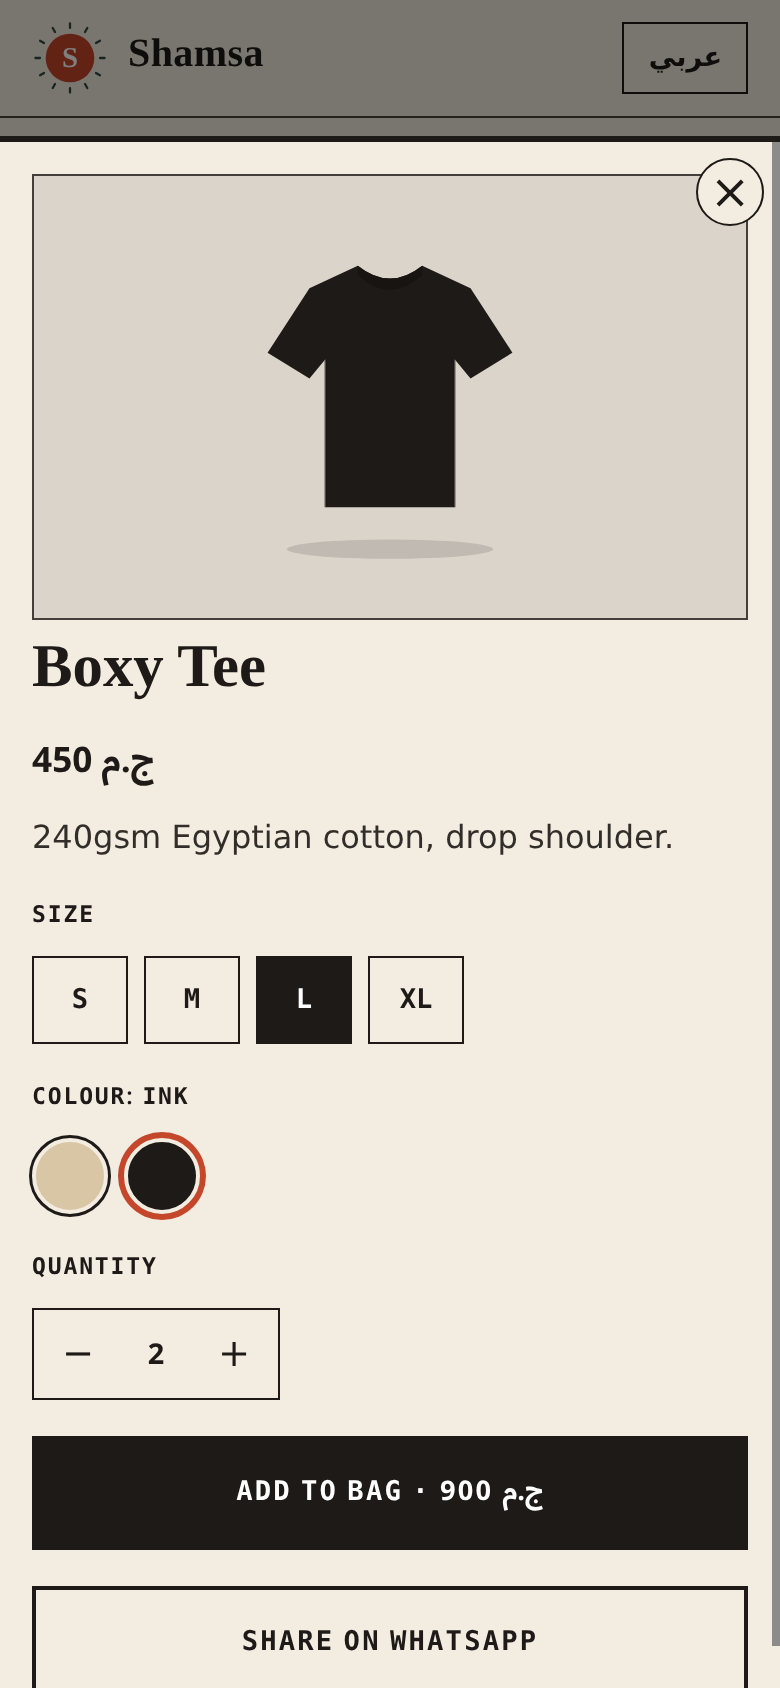 S Shamsa عربي
Boxy Tee
450 ج.م
240gsm Egyptian cotton, drop shoulder.
SIZE
S M L XL
COLOUR: INK
QUANTITY
− 2 +
ADD TO BAG · 900 ج.م
SHARE ON WHATSAPP